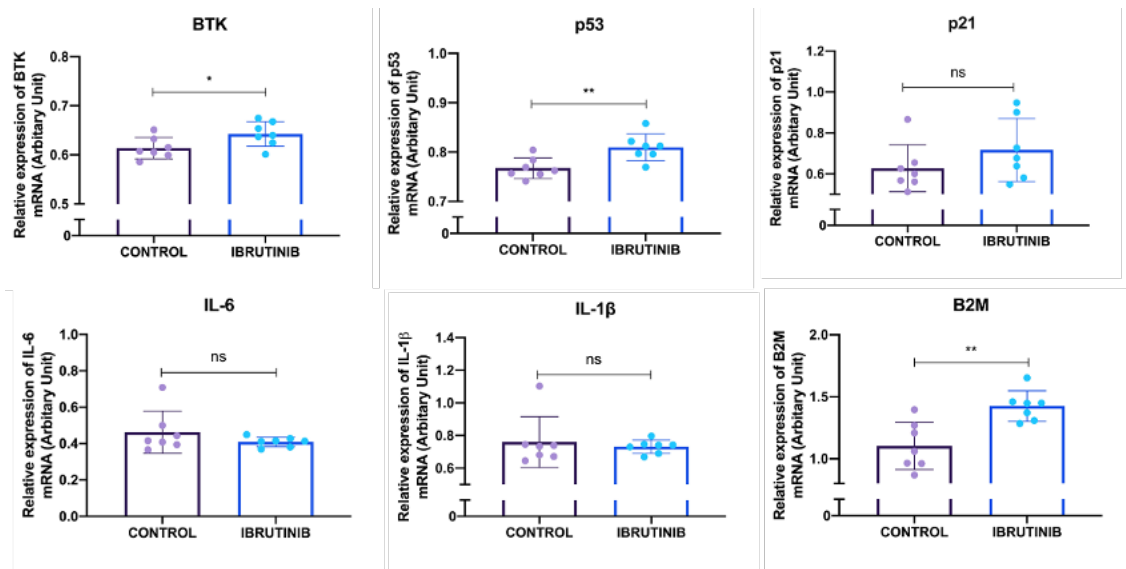 BTK
Relative expression of BTK
mRNA (Arbitary Unit)
0.8
0.7
0.6
0.5
0
*
CONTROL
IBRUTINIB
p53
Relative expression of p53
mRNA (Arbitary Unit)
1.0
0.9
0.8
0.7
0
**
CONTROL
IBRUTINIB
p21
Relative expression of p21
mRNA (Arbitary Unit)
1.2
1.0
0.8
0.6
0
ns
CONTROL
IBRUTINIB
IL-6
Relative expression of IL-6
mRNA (Arbitary Unit)
1.0
0.8
0.6
0.4
0.2
0.0
ns
CONTROL
IBRUTINIB
IL-1β
Relative expression of IL-1β
mRNA (Arbitary Unit)
1.4
1.2
1.0
0.8
0.6
0
ns
CONTROL
IBRUTINIB
B2M
Relative expression of B2M
mRNA (Arbitary Unit)
2.0
1.5
1.0
0
**
CONTROL
IBRUTINIB